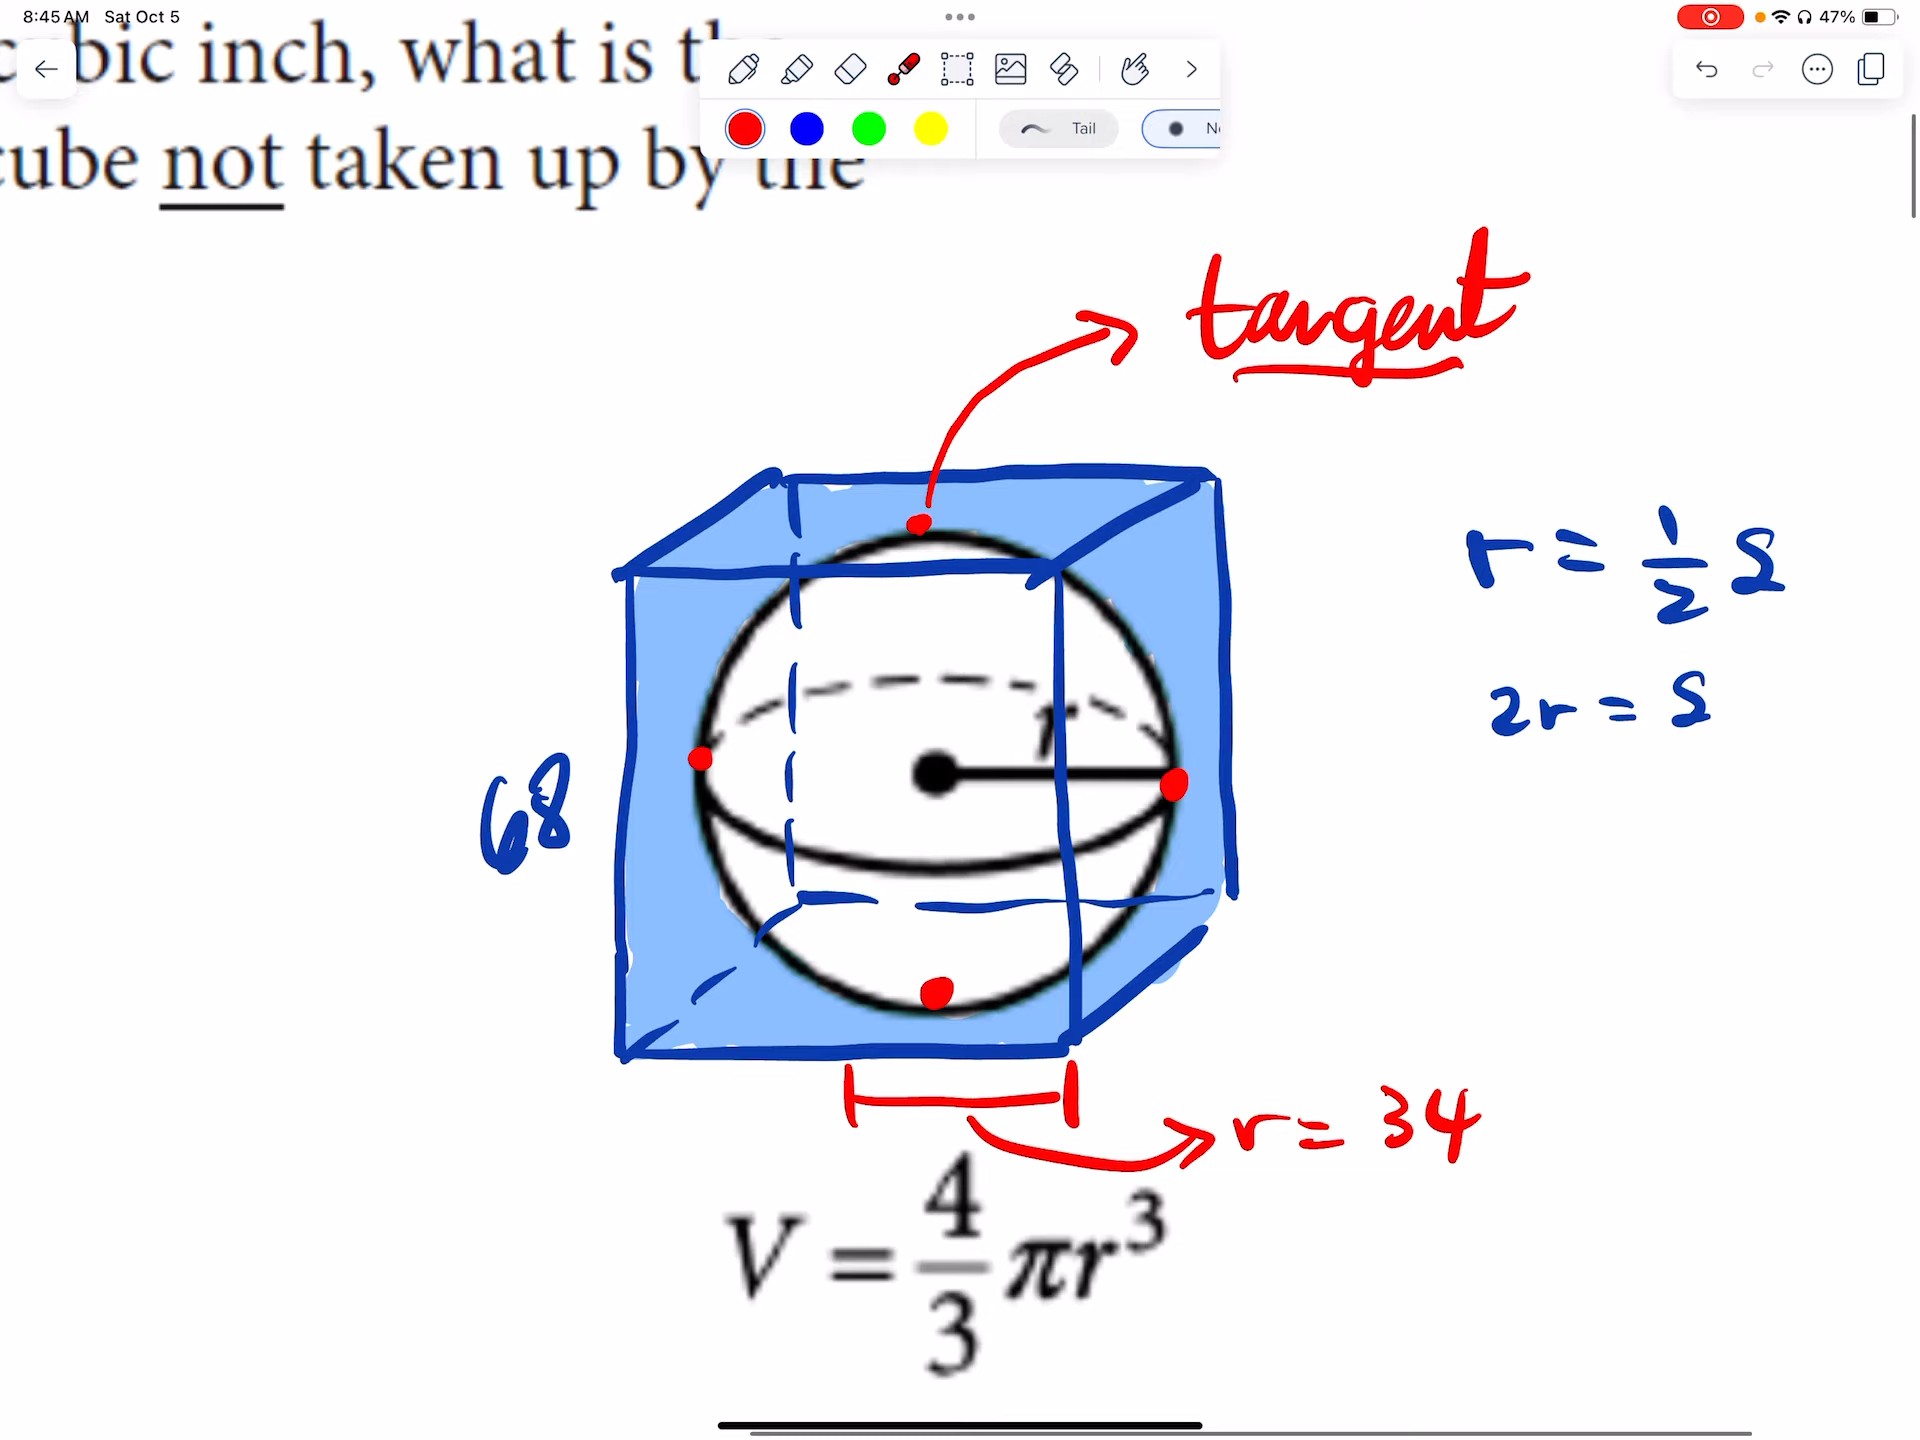 8:45 AM Sat Oct 5
47%
bic inch, what is
cube not taken up by the
Tail
tangent
r = 1/2 S
2r = S
r
68
r = 34
V = 4/3 πr³